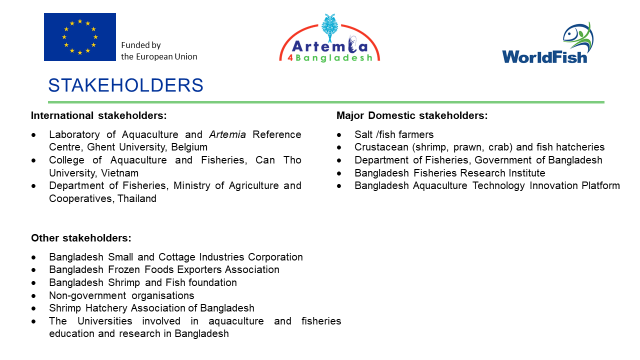 Funded by
the European Union
Artemia
4Bangladesh
WorldFish
STAKEHOLDERS
International stakeholders:
• Laboratory of Aquaculture and Artemia Reference
Centre, Ghent University, Belgium
• College of Aquaculture and Fisheries, Can Tho
University, Vietnam
• Department of Fisheries, Ministry of Agriculture and
Cooperatives, Thailand
Major Domestic stakeholders:
• Salt /fish farmers
• Crustacean (shrimp, prawn, crab) and fish hatcheries
• Department of Fisheries, Government of Bangladesh
• Bangladesh Fisheries Research Institute
• Bangladesh Aquaculture Technology Innovation Platform
Other stakeholders:
• Bangladesh Small and Cottage Industries Corporation
• Bangladesh Frozen Foods Exporters Association
• Bangladesh Shrimp and Fish foundation
• Non-government organisations
• Shrimp Hatchery Association of Bangladesh
• The Universities involved in aquaculture and fisheries
education and research in Bangladesh